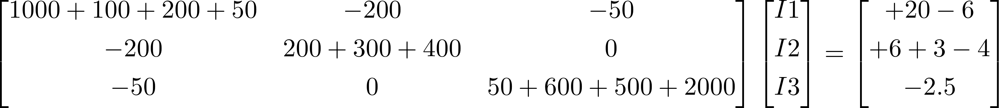 [1000 + 100 + 200 + 50 −200 −50] [I1] = [+20 − 6]
[−200 200 + 300 + 400 0] [I2] [+6 + 3 − 4]
[−50 0 50 + 600 + 500 + 2000] [I3] [−2.5]